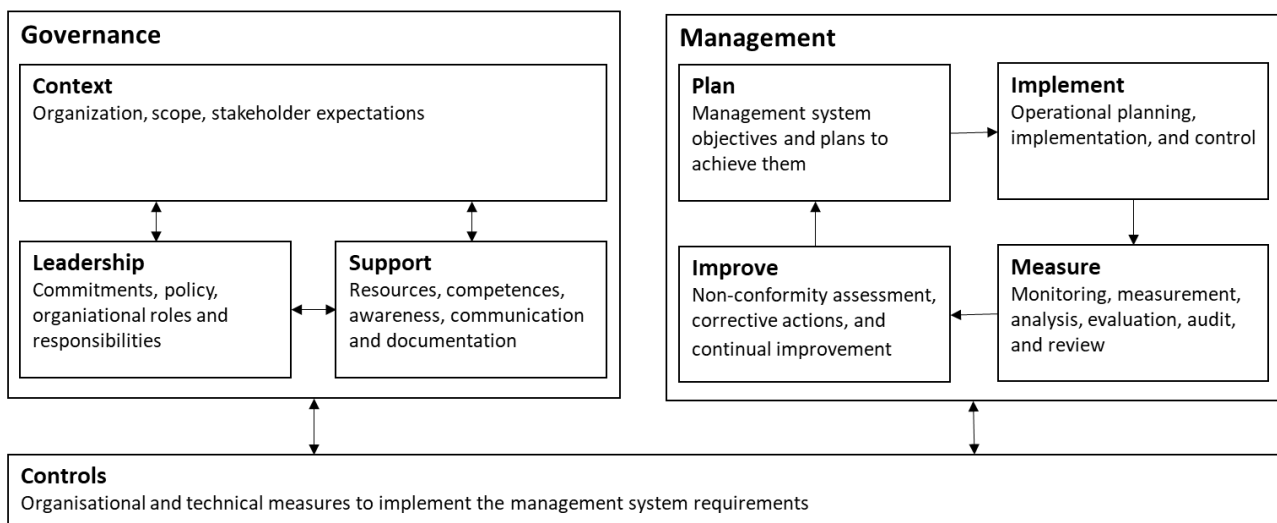 Governance
Context
Organization, scope, stakeholder expectations
Leadership
Commitments, policy,
organiational roles and
responsibilities
Support
Resources, competences,
awareness, communication
and documentation
Management
Plan
Management system
objectives and plans to
achieve them
Implement
Operational planning,
implementation, and control
Improve
Non-conformity assessment,
corrective actions, and
continual improvement
Measure
Monitoring, measurement,
analysis, evaluation, audit,
and review
Controls
Organisational and technical measures to implement the management system requirements